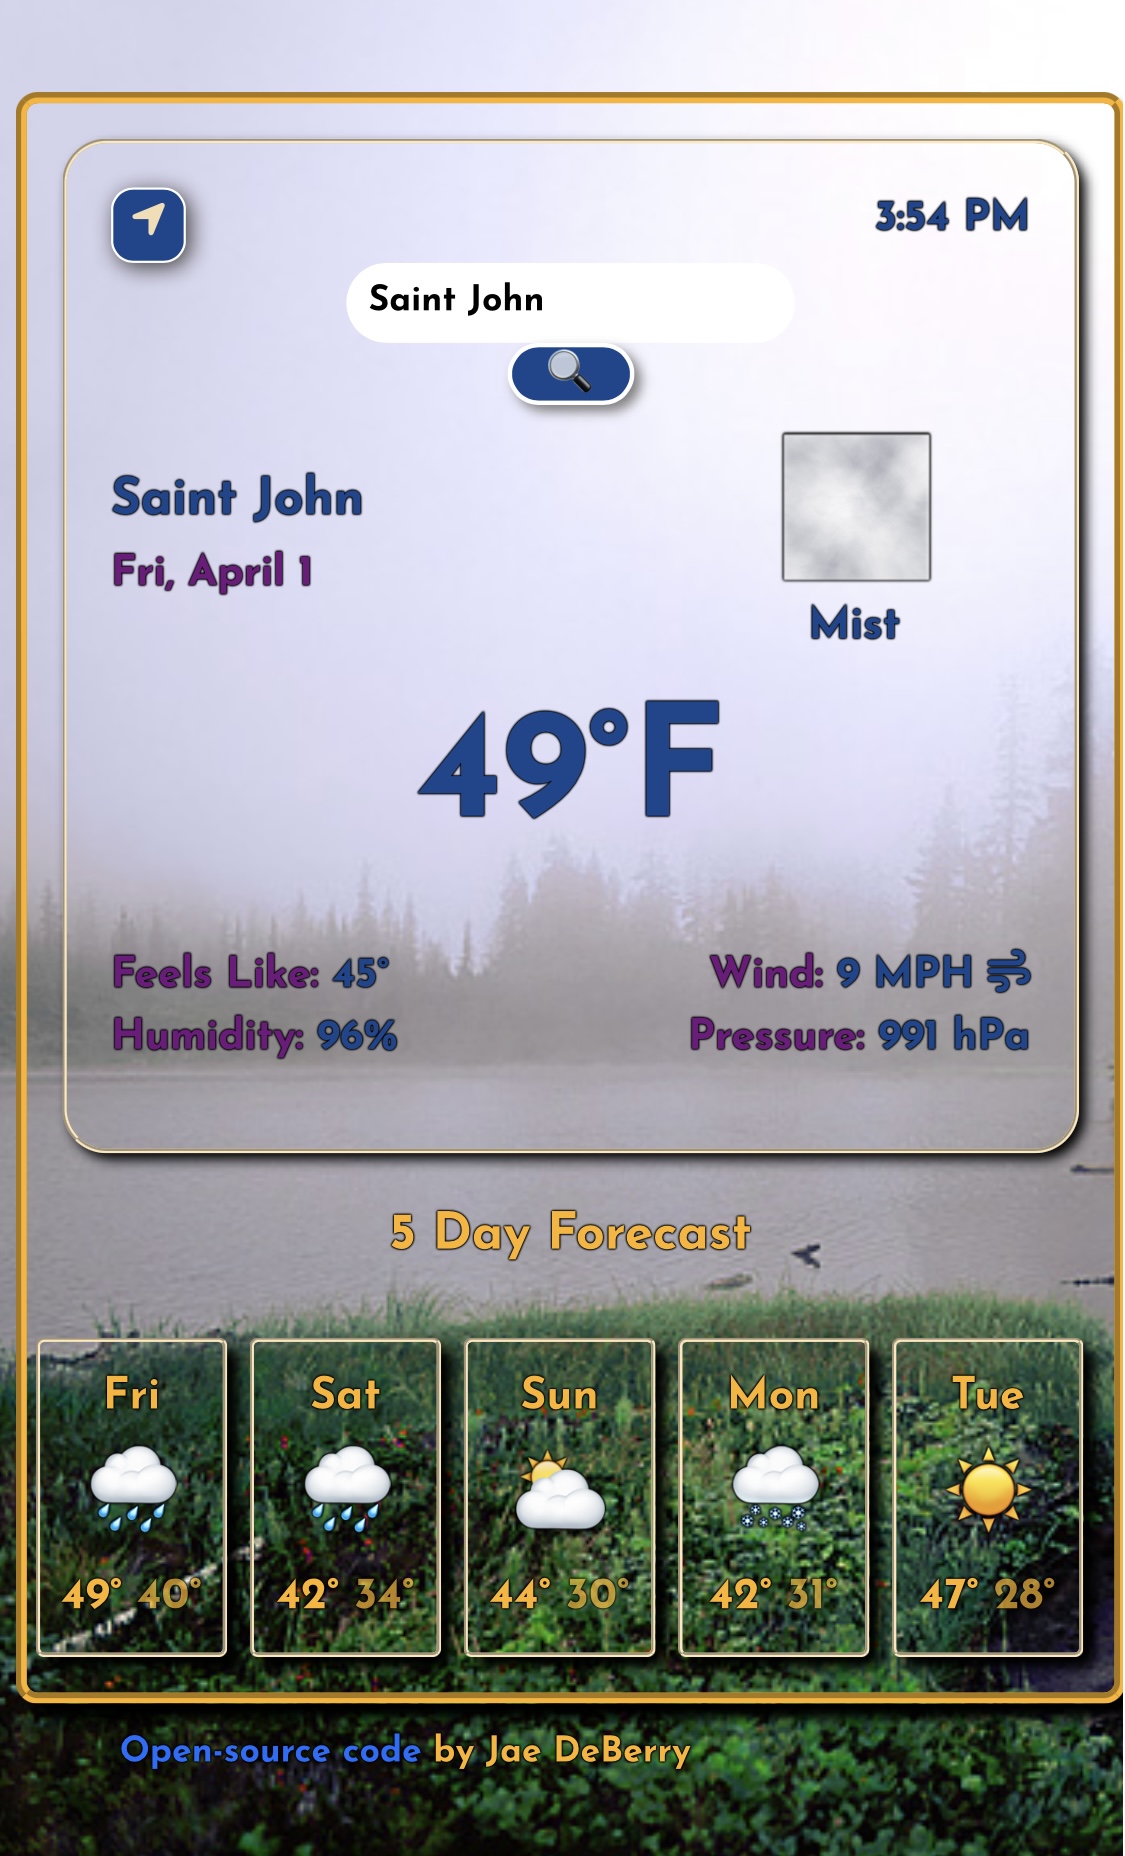 3:54 PM
Saint John
Saint John
Fri, April 1
Mist
49°F
Feels Like: 45°
Wind: 9 MPH
Humidity: 96%
Pressure: 991 hPa
5 Day Forecast
Fri
49° 40°
Sat
42° 34°
Sun
44° 30°
Mon
42° 31°
Tue
47° 28°
Open-source code by Jae DeBerry